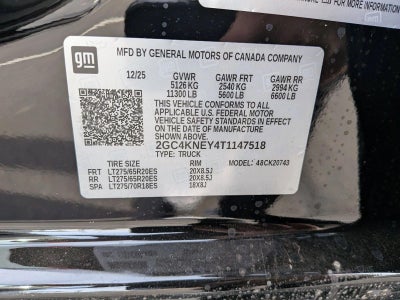 gm
MFD BY GENERAL MOTORS OF CANADA COMPANY
12/25 GVWR GAWR FRT GAWR RR
5126 KG 2540 KG 2994 KG
11300 LB 5600 LB 6600 LB
THIS VEHICLE CONFORMS TO ALL
APPLICABLE U.S. FEDERAL MOTOR
VEHICLE SAFETY STANDARDS IN EFFECT
ON THE DATE OF MANUFACTURE
SHOWN ABOVE.
2GC4KNEY4T1147518
TYPE: TRUCK
TIRE SIZE RIM MODEL: 48CK20743
FRT LT275/65R20ES 20X8.5J
RR LT275/65R20ES 20X8.5J
SPA LT275/70R18ES 18X8J
gm